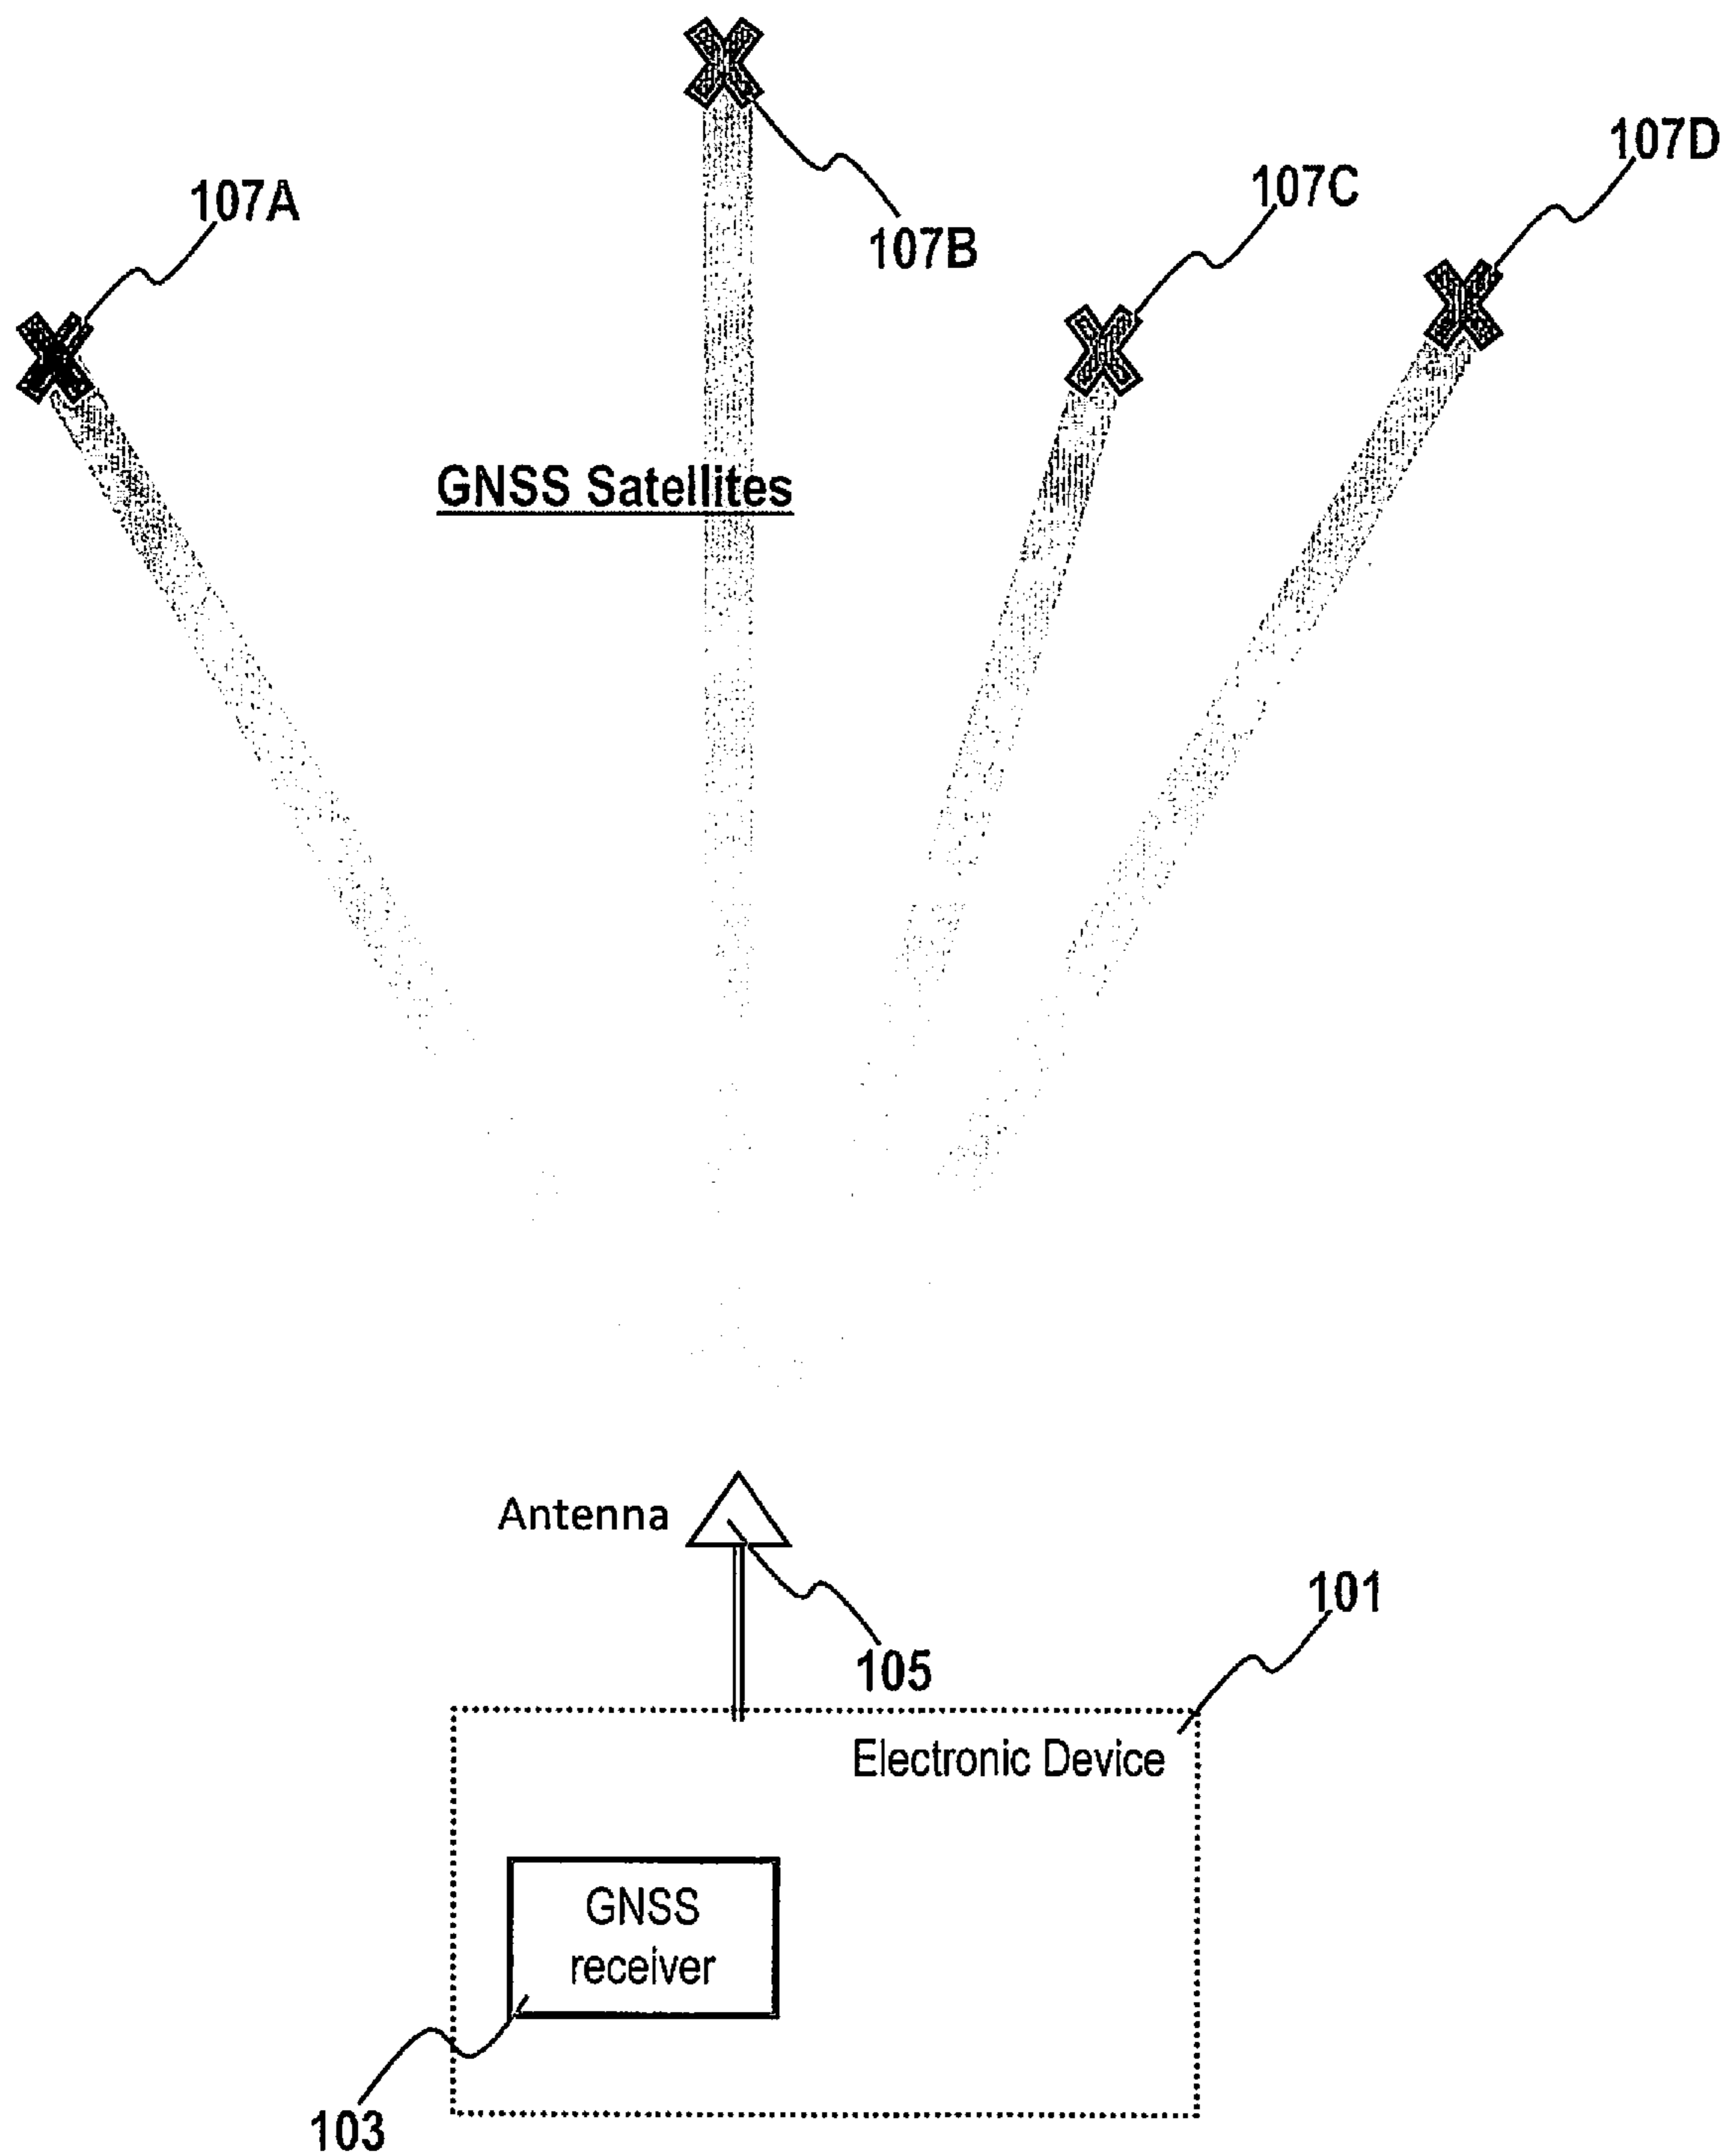 107D
107C
107A
107B
GNSS Satellites
Antenna
101
105
Electronic Device
GNSS
receiver
103